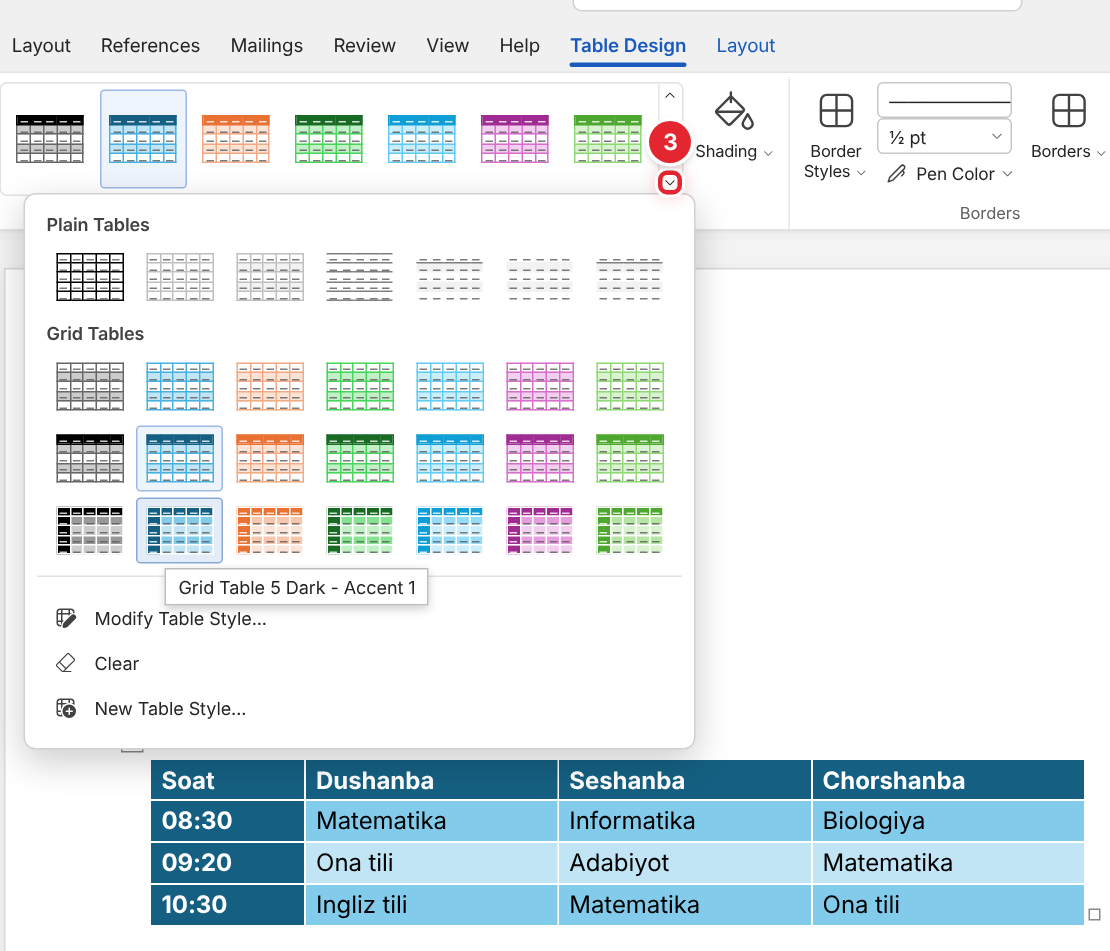 Layout References Mailings Review View Help Table Design Layout
3
Shading
Border Styles
½ pt
Pen Color
Borders
Borders
Plain Tables
Grid Tables
Grid Table 5 Dark - Accent 1
Modify Table Style...
Clear
New Table Style...
Soat Dushanba Seshanba Chorshanba
08:30 Matematika Informatika Biologiya
09:20 Ona tili Adabiyot Matematika
10:30 Ingliz tili Matematika Ona tili